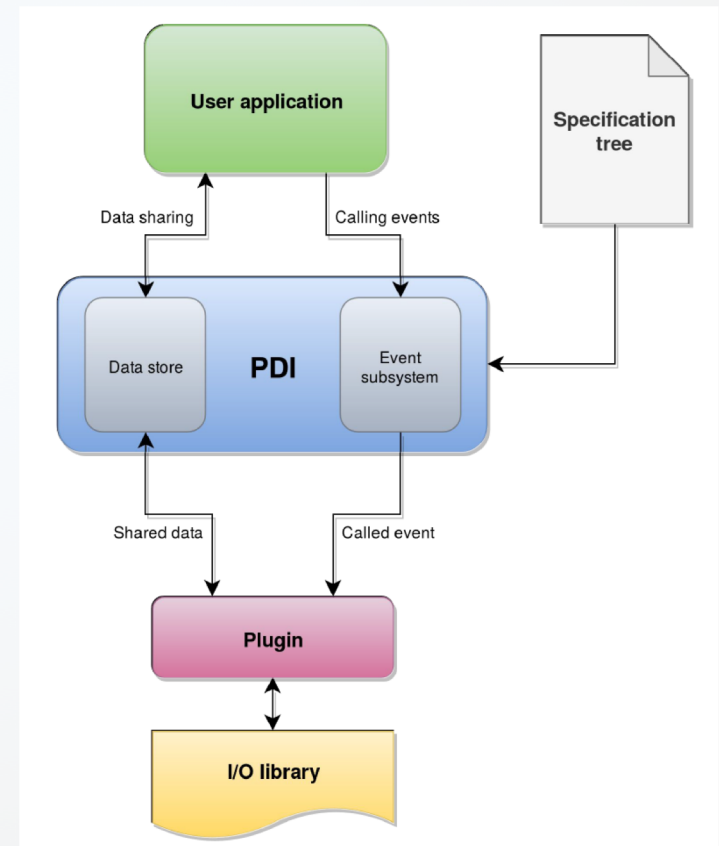 User application
Specification
tree
Data sharing
Calling events
Data store
PDI
Event
subsystem
Shared data
Called event
Plugin
I/O library